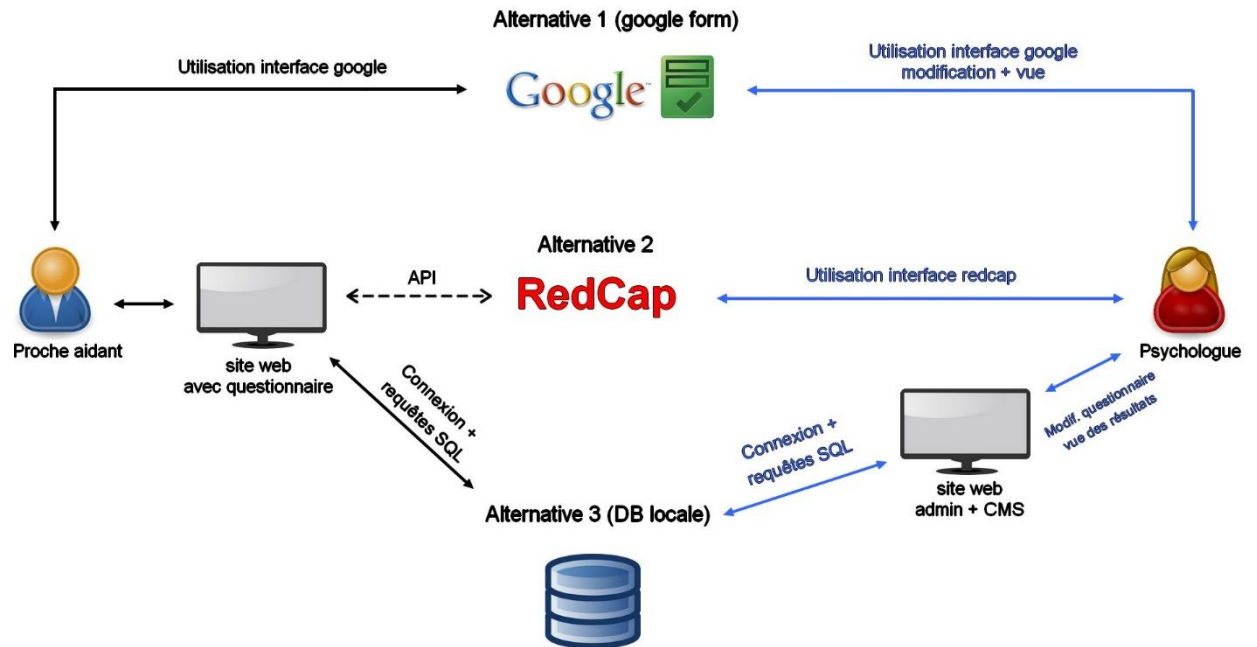 Alternative 1 (google form)
Utilisation interface google
Google™
Utilisation interface google
modification + vue
Alternative 2
RedCap
API
Utilisation interface redcap
Proche aidant
site web
avec questionnaire
Psychologue
Connexion +
requêtes SQL
Modif. questionnaire
vue des résultats
Connexion +
requêtes SQL
site web
admin + CMS
Alternative 3 (DB locale)